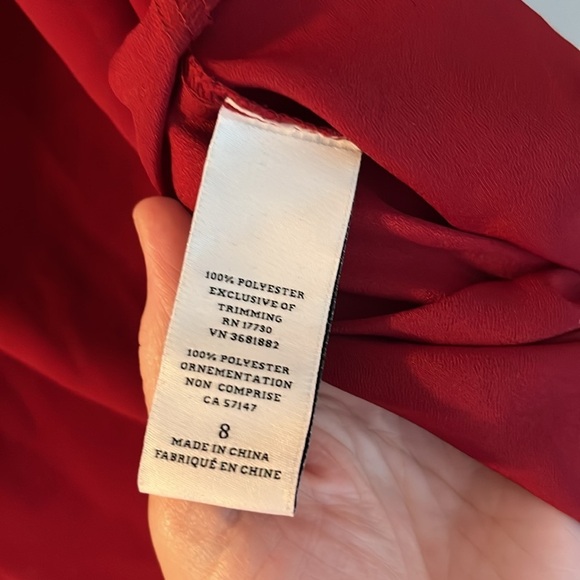 100% POLYESTER
EXCLUSIVE OF
TRIMMING
RN 17730
VN 3681882
100% POLYESTER
ORNEMENTATION
NON COMPRISE
CA 57147
8
MADE IN CHINA
FABRIQUÉ EN CHINE